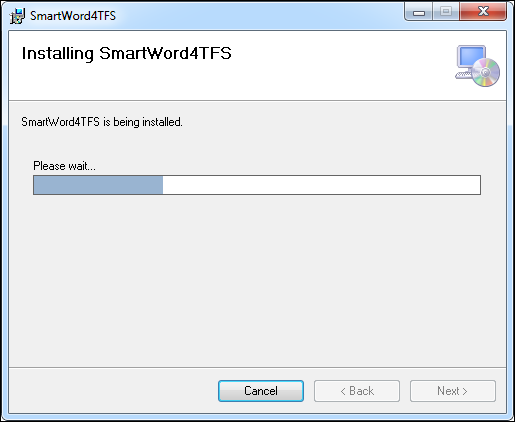 SmartWord4TFS
Installing SmartWord4TFS
SmartWord4TFS is being installed.
Please wait...
Cancel
< Back
Next >